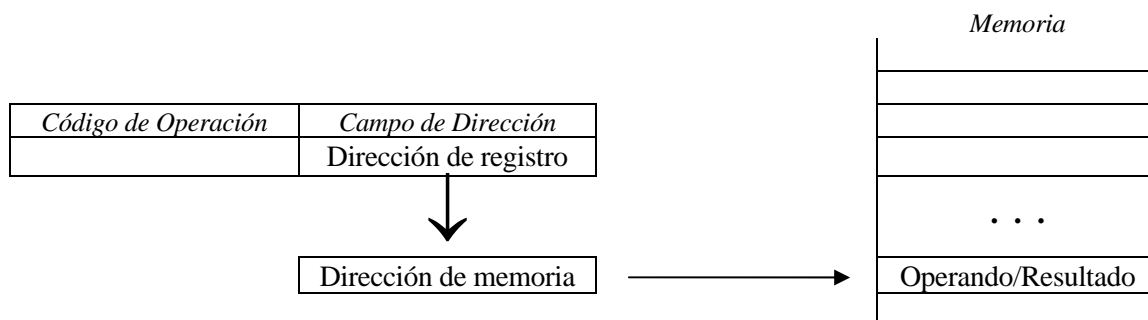 Memoria
Código de Operación Campo de Dirección
Dirección de registro
. . .
Dirección de memoria Operando/Resultado